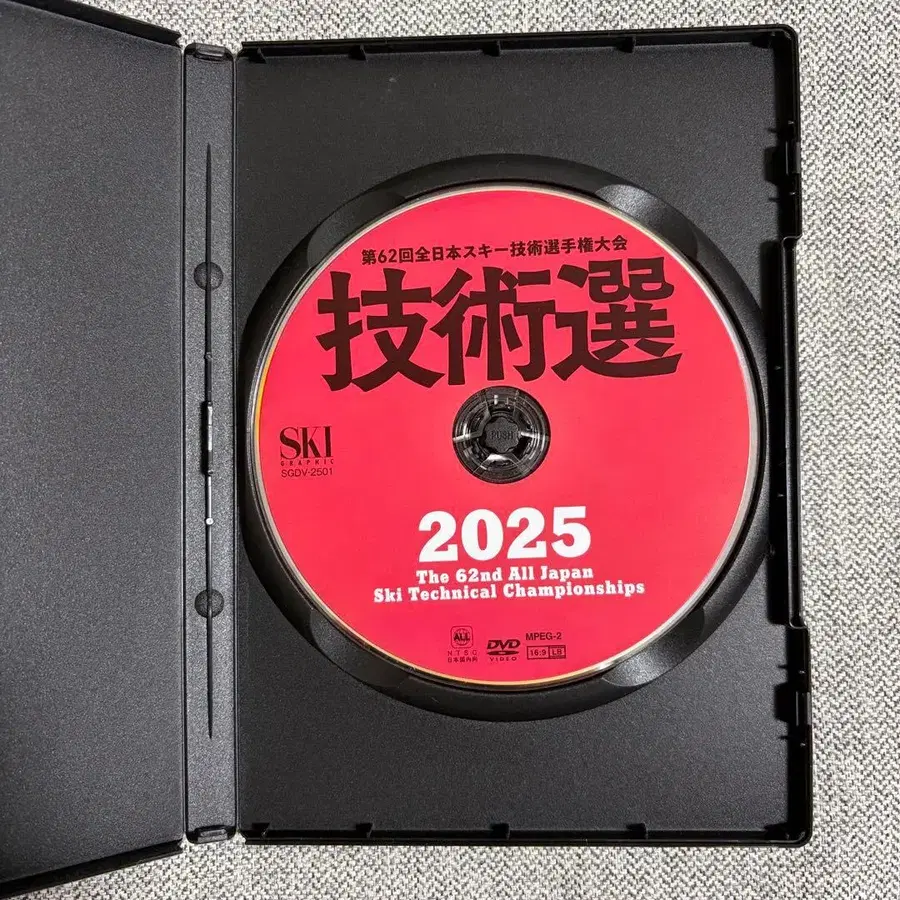 第62回全日本スキー技術選手権大会
技術選
SKI
GRAPHIC
SGDV-2501
PUSH
2025
The 62nd All Japan
Ski Technical Championships
ALL
NTSC
日本国内向
DVD
VIDEO
MPEG-2
16:9 LB